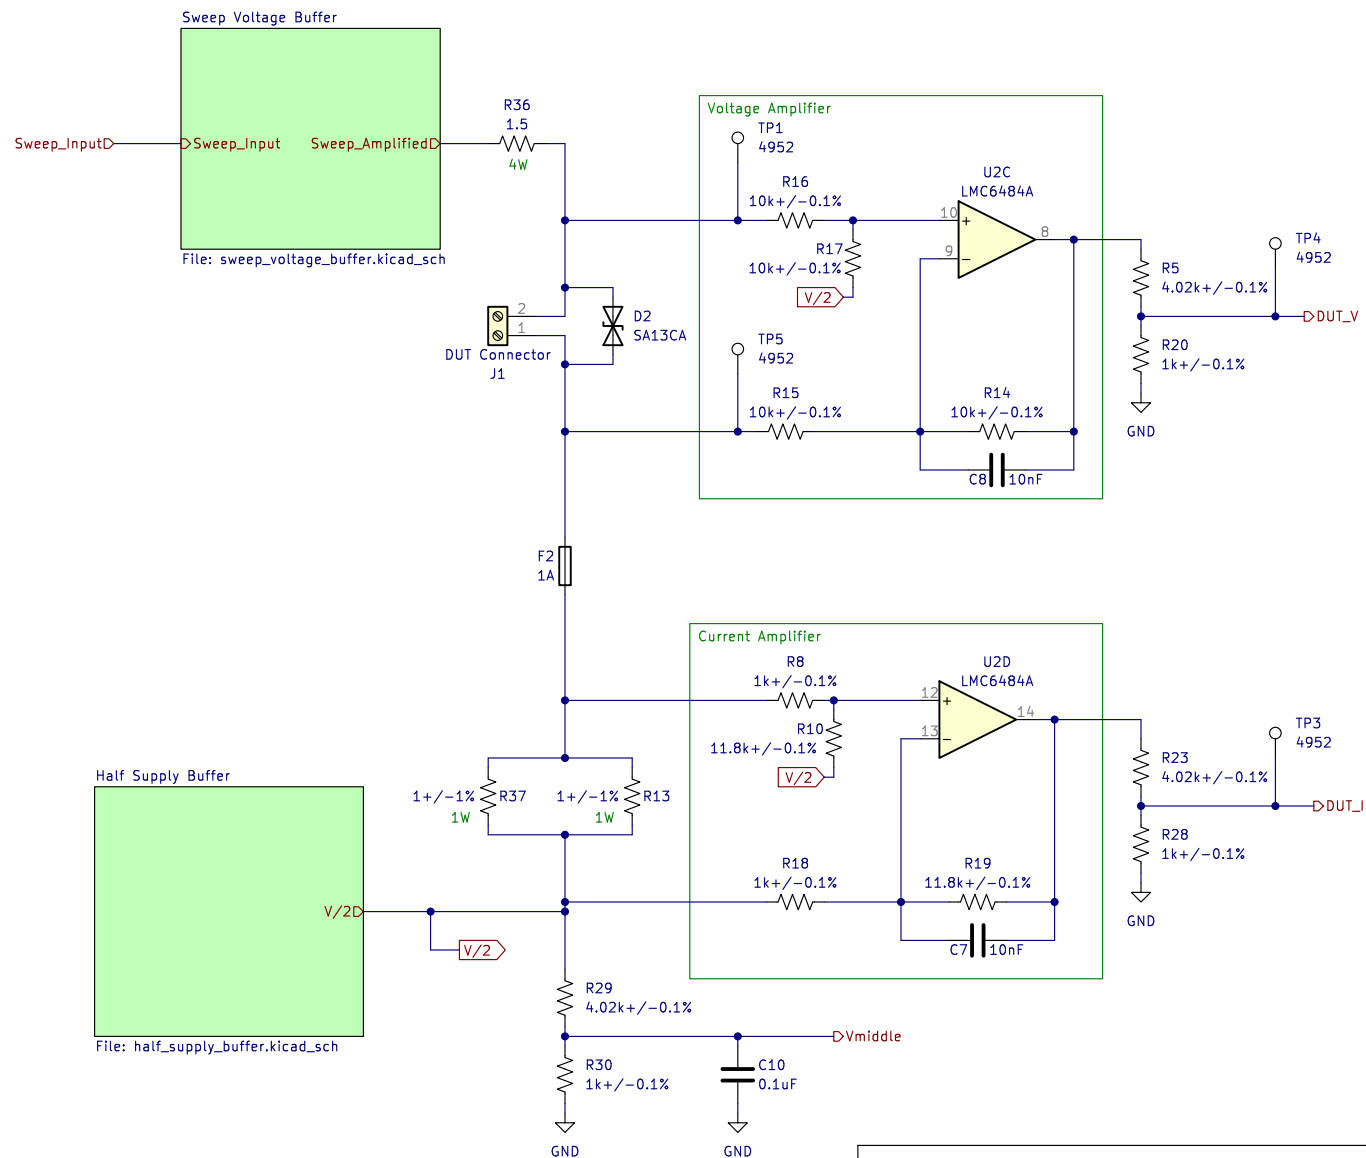 Sweep Voltage Buffer
Sweep_Input
Sweep_Input
Sweep_Amplified
File: sweep_voltage_buffer.kicad_sch
R36
1.5
4W
2
1
DUT Connector
J1
D2
SA13CA
Voltage Amplifier
TP1
4952
R16
10k+/-0.1%
R17
10k+/-0.1%
V/2
U2C
LMC6484A
10
+
9
-
8
TP5
4952
R15
10k+/-0.1%
R14
10k+/-0.1%
C8
10nF
R5
4.02k+/-0.1%
TP4
4952
DUT_V
R20
1k+/-0.1%
GND
F2
1A
Current Amplifier
R8
1k+/-0.1%
R10
11.8k+/-0.1%
V/2
U2D
LMC6484A
12
+
13
-
14
R18
1k+/-0.1%
R19
11.8k+/-0.1%
C7
10nF
R23
4.02k+/-0.1%
TP3
4952
DUT_I
R28
1k+/-0.1%
GND
1+/-1%
R37
1W
1+/-1%
R13
1W
Half Supply Buffer
V/2
V/2
File: half_supply_buffer.kicad_sch
R29
4.02k+/-0.1%
Vmiddle
R30
1k+/-0.1%
C10
0.1uF
GND
GND